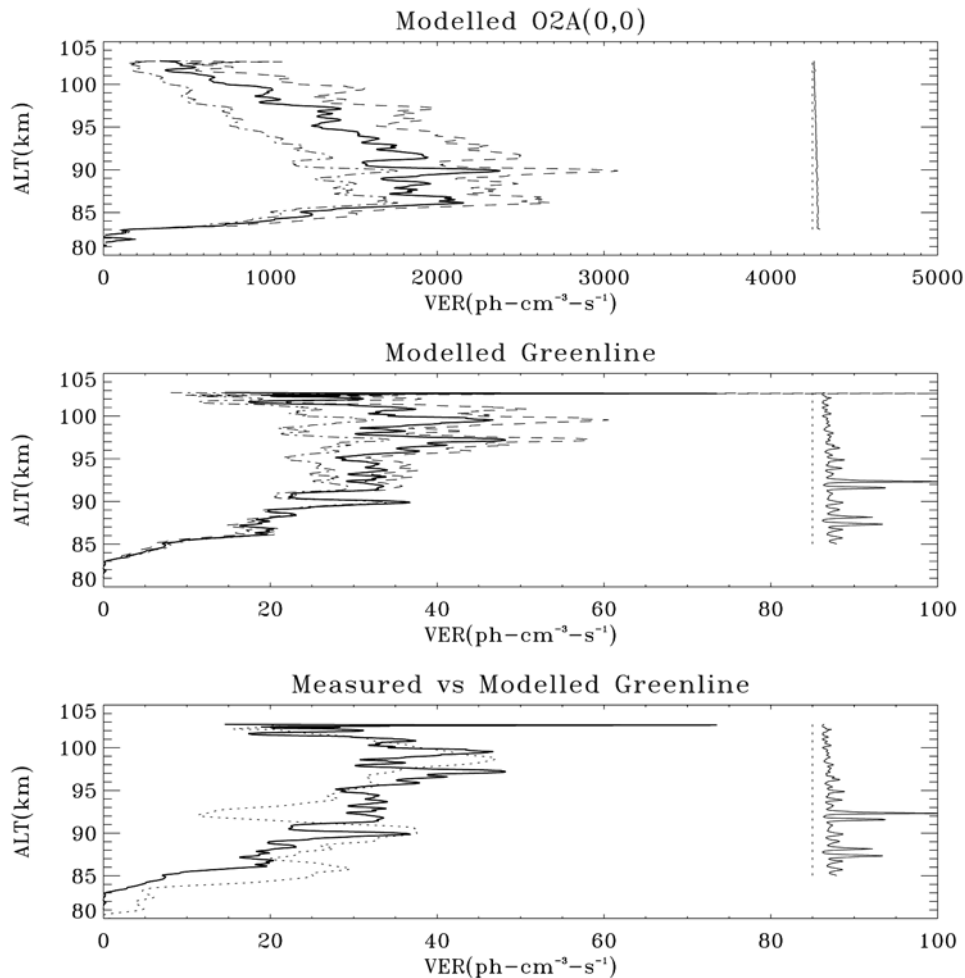 Modelled O2A(0,0)
105
100
95
90
85
80
ALT(km)
0 1000 2000 3000 4000 5000
VER(ph−cm⁻³−s⁻¹)
Modelled Greenline
105
100
95
90
85
80
ALT(km)
0 20 40 60 80 100
VER(ph−cm⁻³−s⁻¹)
Measured vs Modelled Greenline
105
100
95
90
85
80
ALT(km)
0 20 40 60 80 100
VER(ph−cm⁻³−s⁻¹)